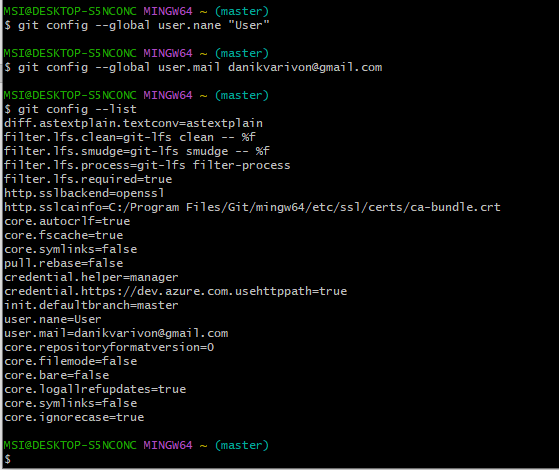 MSI@DESKTOP-S5NCONC MINGW64 ~ (master)
$ git config --global user.nane "User"
MSI@DESKTOP-S5NCONC MINGW64 ~ (master)
$ git config --global user.mail danikvarivon@gmail.com
MSI@DESKTOP-S5NCONC MINGW64 ~ (master)
$ git config --list
diff.astextplain.textconv=astextplain
filter.lfs.clean=git-lfs clean -- %f
filter.lfs.smudge=git-lfs smudge -- %f
filter.lfs.process=git-lfs filter-process
filter.lfs.required=true
http.sslbackend=openssl
http.sslcainfo=C:/Program Files/Git/mingw64/etc/ssl/certs/ca-bundle.crt
core.autocrlf=true
core.fscache=true
core.symlinks=false
pull.rebase=false
credential.helper=manager
credential.https://dev.azure.com.usehttppath=true
init.defaultbranch=master
user.nane=User
user.mail=danikvarivon@gmail.com
core.repositoryformatversion=0
core.filemode=false
core.bare=false
core.logallrefupdates=true
core.symlinks=false
core.ignorecase=true
MSI@DESKTOP-S5NCONC MINGW64 ~ (master)
$